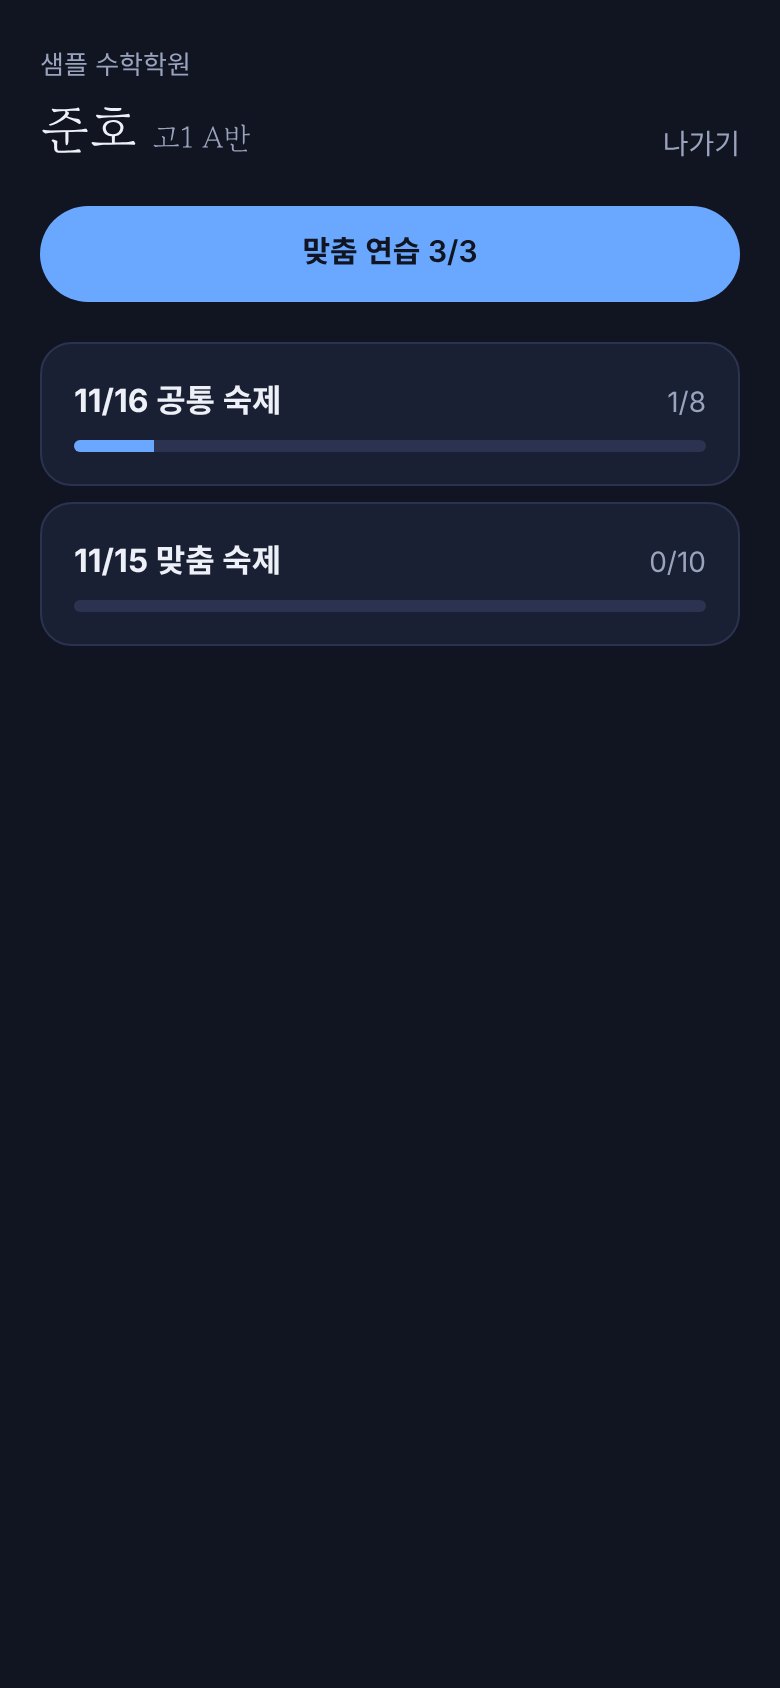 샘플 수학학원
준호 고1 A반
나가기
맞춤 연습 3/3
11/16 공통 숙제 1/8
11/15 맞춤 숙제 0/10